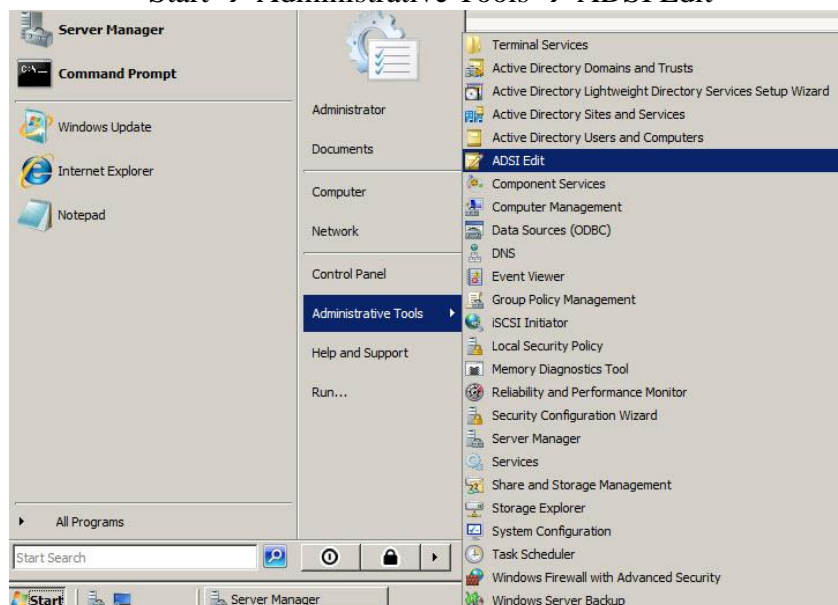 Start → Administrative Tools → ADSI Edit
Server Manager
Command Prompt
Windows Update
Internet Explorer
Notepad
All Programs
Start Search
Administrator
Documents
Computer
Network
Control Panel
Administrative Tools
Help and Support
Run...
Terminal Services
Active Directory Domains and Trusts
Active Directory Lightweight Directory Services Setup Wizard
Active Directory Sites and Services
Active Directory Users and Computers
ADSI Edit
Component Services
Computer Management
Data Sources (ODBC)
DNS
Event Viewer
Group Policy Management
iSCSI Initiator
Local Security Policy
Memory Diagnostics Tool
Reliability and Performance Monitor
Security Configuration Wizard
Server Manager
Services
Share and Storage Management
Storage Explorer
System Configuration
Task Scheduler
Windows Firewall with Advanced Security
Windows Server Backup
Start
Server Manager